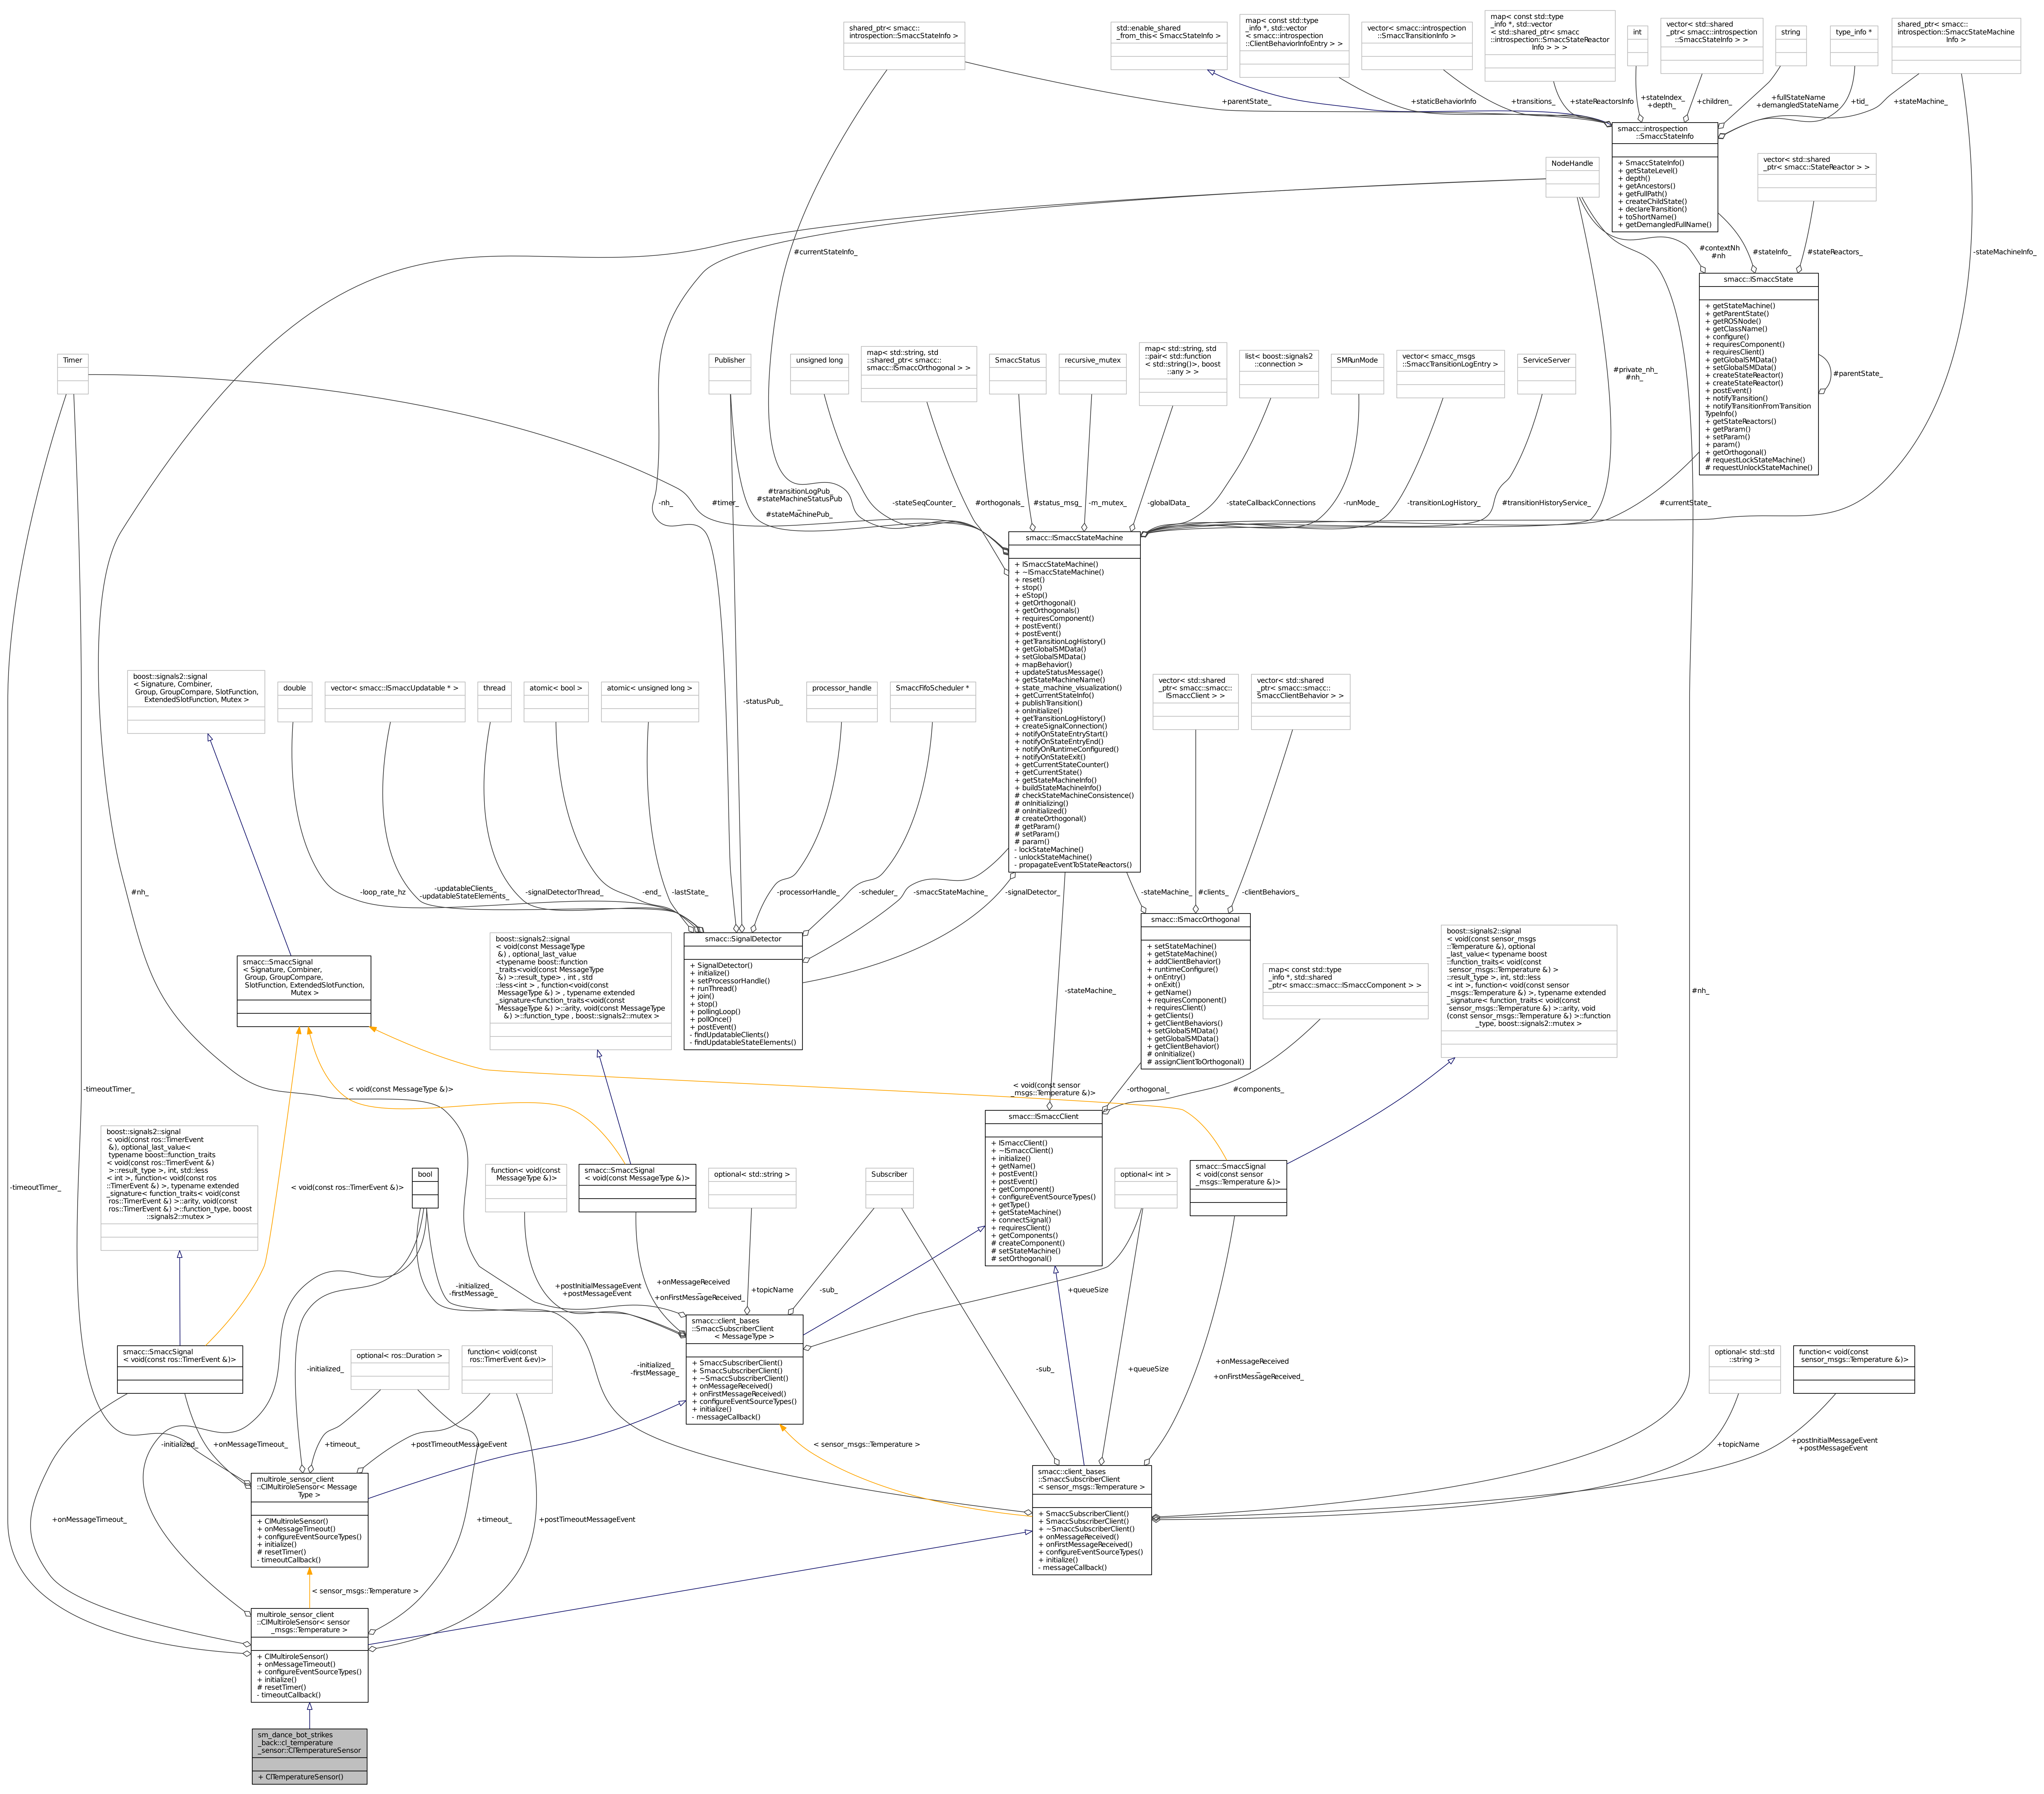 shared_ptr< smacc::
introspection::SmaccStateInfo >
std::enable_shared
_from_this< SmaccStateInfo >
map< const std::type
_info *, std::vector
< smacc::introspection
::ClientBehaviorInfoEntry > >
vector< smacc::introspection
::SmaccTransitionInfo >
map< const std::type
_info *, std::vector
< std::shared_ptr< smacc
::introspection::SmaccStateReactor
Info > > >
int
vector< std::shared
_ptr< smacc::introspection
::SmaccStateInfo > >
string
type_info *
shared_ptr< smacc::
introspection::SmaccStateMachine
Info >
+parentState_
+staticBehaviorInfo
+transitions_
+stateReactorsInfo
+stateIndex_
+depth_
+children_
+fullStateName
+demangledStateName
+tid_
+stateMachine_
smacc::introspection
::SmaccStateInfo
+ SmaccStateInfo()
+ getStateLevel()
+ depth()
+ getAncestors()
+ getFullPath()
+ createChildState()
+ declareTransition()
+ toShortName()
+ getDemangledFullName()
NodeHandle
vector< std::shared
_ptr< smacc::StateReactor > >
#currentStateInfo_
#contextNh
#nh
#stateInfo_
#stateReactors_
-stateMachineInfo_
smacc::ISmaccState
+ getStateMachine()
+ getParentState()
+ getROSNode()
+ getClassName()
+ configure()
+ requiresComponent()
+ requiresClient()
+ getGlobalSMData()
+ setGlobalSMData()
+ createStateReactor()
+ createStateReactor()
+ postEvent()
+ notifyTransition()
+ notifyTransitionFromTransition
TypeInfo()
+ getStateReactors()
+ getParam()
+ setParam()
+ param()
+ getOrthogonal()
# requestLockStateMachine()
# requestUnlockStateMachine()
#parentState_
Timer
Publisher
unsigned long
map< std::string, std
::shared_ptr< smacc::
smacc::ISmaccOrthogonal > >
SmaccStatus
recursive_mutex
map< std::string, std
::pair< std::function
< std::string()>, boost
::any > >
list< boost::signals2
::connection >
SMRunMode
vector< smacc_msgs
::SmaccTransitionLogEntry >
ServiceServer
#private_nh_
#nh_
-nh_
#timer_
#transitionLogPub_
#stateMachineStatusPub
_
#stateMachinePub_
-stateSeqCounter_
#orthogonals_
#status_msg_
-m_mutex_
-globalData_
-stateCallbackConnections
-runMode_
-transitionLogHistory_
#transitionHistoryService_
#currentState_
smacc::ISmaccStateMachine
+ ISmaccStateMachine()
+ ~ISmaccStateMachine()
+ reset()
+ stop()
+ eStop()
+ getOrthogonal()
+ getOrthogonals()
+ requiresComponent()
+ postEvent()
+ postEvent()
+ getTransitionLogHistory()
+ getGlobalSMData()
+ setGlobalSMData()
+ mapBehavior()
+ updateStatusMessage()
+ getStateMachineName()
+ state_machine_visualization()
+ getCurrentStateInfo()
+ publishTransition()
+ onInitialize()
+ getTransitionLogHistory()
+ createSignalConnection()
+ notifyOnStateEntryStart()
+ notifyOnStateEntryEnd()
+ notifyOnRuntimeConfigured()
+ notifyOnStateExit()
+ getCurrentStateCounter()
+ getCurrentState()
+ getStateMachineInfo()
+ buildStateMachineInfo()
# checkStateMachineConsistence()
# onInitializing()
# onInitialized()
# createOrthogonal()
# getParam()
# setParam()
# param()
- lockStateMachine()
- unlockStateMachine()
- propagateEventToStateReactors()
boost::signals2::signal
< Signature, Combiner,
Group, GroupCompare, SlotFunction,
ExtendedSlotFunction, Mutex >
double
vector< smacc::ISmaccUpdatable * >
thread
atomic< bool >
atomic< unsigned long >
-statusPub_
processor_handle
SmaccFifoScheduler *
vector< std::shared
_ptr< smacc::smacc::
ISmaccClient > >
vector< std::shared
_ptr< smacc::smacc::
SmaccClientBehavior > >
#nh_
-loop_rate_hz
-updatableClients_
-updatableStateElements_
-signalDetectorThread_
-end_
-lastState_
-processorHandle_
-scheduler_
-smaccStateMachine_
-signalDetector_
-stateMachine_
#clients_
-clientBehaviors_
smacc::SignalDetector
+ SignalDetector()
+ initialize()
+ setProcessorHandle()
+ runThread()
+ join()
+ stop()
+ pollingLoop()
+ pollOnce()
+ postEvent()
- findUpdatableClients()
- findUpdatableStateElements()
smacc::ISmaccOrthogonal
+ setStateMachine()
+ getStateMachine()
+ addClientBehavior()
+ runtimeConfigure()
+ onEntry()
+ onExit()
+ getName()
+ requiresComponent()
+ requiresClient()
+ getClients()
+ getClientBehaviors()
+ setGlobalSMData()
+ getGlobalSMData()
+ getClientBehavior()
# onInitialize()
# assignClientToOrthogonal()
smacc::SmaccSignal
< Signature, Combiner,
Group, GroupCompare,
SlotFunction, ExtendedSlotFunction,
Mutex >
boost::signals2::signal
< void(const MessageType
&) , optional_last_value
<typename boost::function
_traits<void(const MessageType
&) >::result_type> , int , std
::less<int > , function<void(const
MessageType &) > , typename extended
_signature<function_traits<void(const
MessageType &) >::arity, void(const MessageType
&) >::function_type , boost::signals2::mutex >
map< const std::type
_info *, std::shared
_ptr< smacc::smacc::ISmaccComponent > >
boost::signals2::signal
< void(const sensor_msgs
::Temperature &), optional
_last_value< typename boost
::function_traits< void(const
sensor_msgs::Temperature &) >
::result_type >, int, std::less
< int >, function< void(const sensor
_msgs::Temperature &) >, typename extended
_signature< function_traits< void(const
sensor_msgs::Temperature &) >::arity, void
(const sensor_msgs::Temperature &) >::function
_type, boost::signals2::mutex >
-stateMachine_
#nh_
-timeoutTimer_
< void(const MessageType &)>
< void(const sensor
_msgs::Temperature &)>
-orthogonal_
#components_
smacc::ISmaccClient
+ ISmaccClient()
+ ~ISmaccClient()
+ initialize()
+ getName()
+ postEvent()
+ postEvent()
+ getComponent()
+ configureEventSourceTypes()
+ getType()
+ getStateMachine()
+ connectSignal()
+ requiresClient()
+ getComponents()
# createComponent()
# setStateMachine()
# setOrthogonal()
boost::signals2::signal
< void(const ros::TimerEvent
&), optional_last_value<
typename boost::function_traits
< void(const ros::TimerEvent &)
>::result_type >, int, std::less
< int >, function< void(const ros
::TimerEvent &) >, typename extended
_signature< function_traits< void(const
ros::TimerEvent &) >::arity, void(const
ros::TimerEvent &) >::function_type, boost
::signals2::mutex >
-timeoutTimer_
< void(const ros::TimerEvent &)>
bool
function< void(const
MessageType &)>
smacc::SmaccSignal
< void(const MessageType &)>
optional< std::string >
Subscriber
optional< int >
smacc::SmaccSignal
< void(const sensor
_msgs::Temperature &)>
-initialized_
-firstMessage_
+postInitialMessageEvent
+postMessageEvent
+onMessageReceived
_
+onFirstMessageReceived_
+topicName
-sub_
+queueSize
smacc::client_bases
::SmaccSubscriberClient
< MessageType >
+ SmaccSubscriberClient()
+ SmaccSubscriberClient()
+ ~SmaccSubscriberClient()
+ onMessageReceived()
+ onFirstMessageReceived()
+ configureEventSourceTypes()
+ initialize()
- messageCallback()
smacc::SmaccSignal
< void(const ros::TimerEvent &)>
-initialized_
optional< ros::Duration >
function< void(const
ros::TimerEvent &ev)>
-initialized_
-firstMessage_
-sub_
+queueSize
+onMessageReceived
_
+onFirstMessageReceived_
optional< std::std
::string >
function< void(const
sensor_msgs::Temperature &)>
-initialized_
+onMessageTimeout_
+timeout_
+postTimeoutMessageEvent
< sensor_msgs::Temperature >
+topicName
+postInitialMessageEvent
+postMessageEvent
multirole_sensor_client
::ClMultiroleSensor< Message
Type >
+ ClMultiroleSensor()
+ onMessageTimeout()
+ configureEventSourceTypes()
+ initialize()
# resetTimer()
- timeoutCallback()
smacc::client_bases
::SmaccSubscriberClient
< sensor_msgs::Temperature >
+ SmaccSubscriberClient()
+ SmaccSubscriberClient()
+ ~SmaccSubscriberClient()
+ onMessageReceived()
+ onFirstMessageReceived()
+ configureEventSourceTypes()
+ initialize()
- messageCallback()
+onMessageTimeout_
+timeout_
+postTimeoutMessageEvent
< sensor_msgs::Temperature >
multirole_sensor_client
::ClMultiroleSensor< sensor
_msgs::Temperature >
+ ClMultiroleSensor()
+ onMessageTimeout()
+ configureEventSourceTypes()
+ initialize()
# resetTimer()
- timeoutCallback()
sm_dance_bot_strikes
_back::cl_temperature
_sensor::ClTemperatureSensor
+ ClTemperatureSensor()